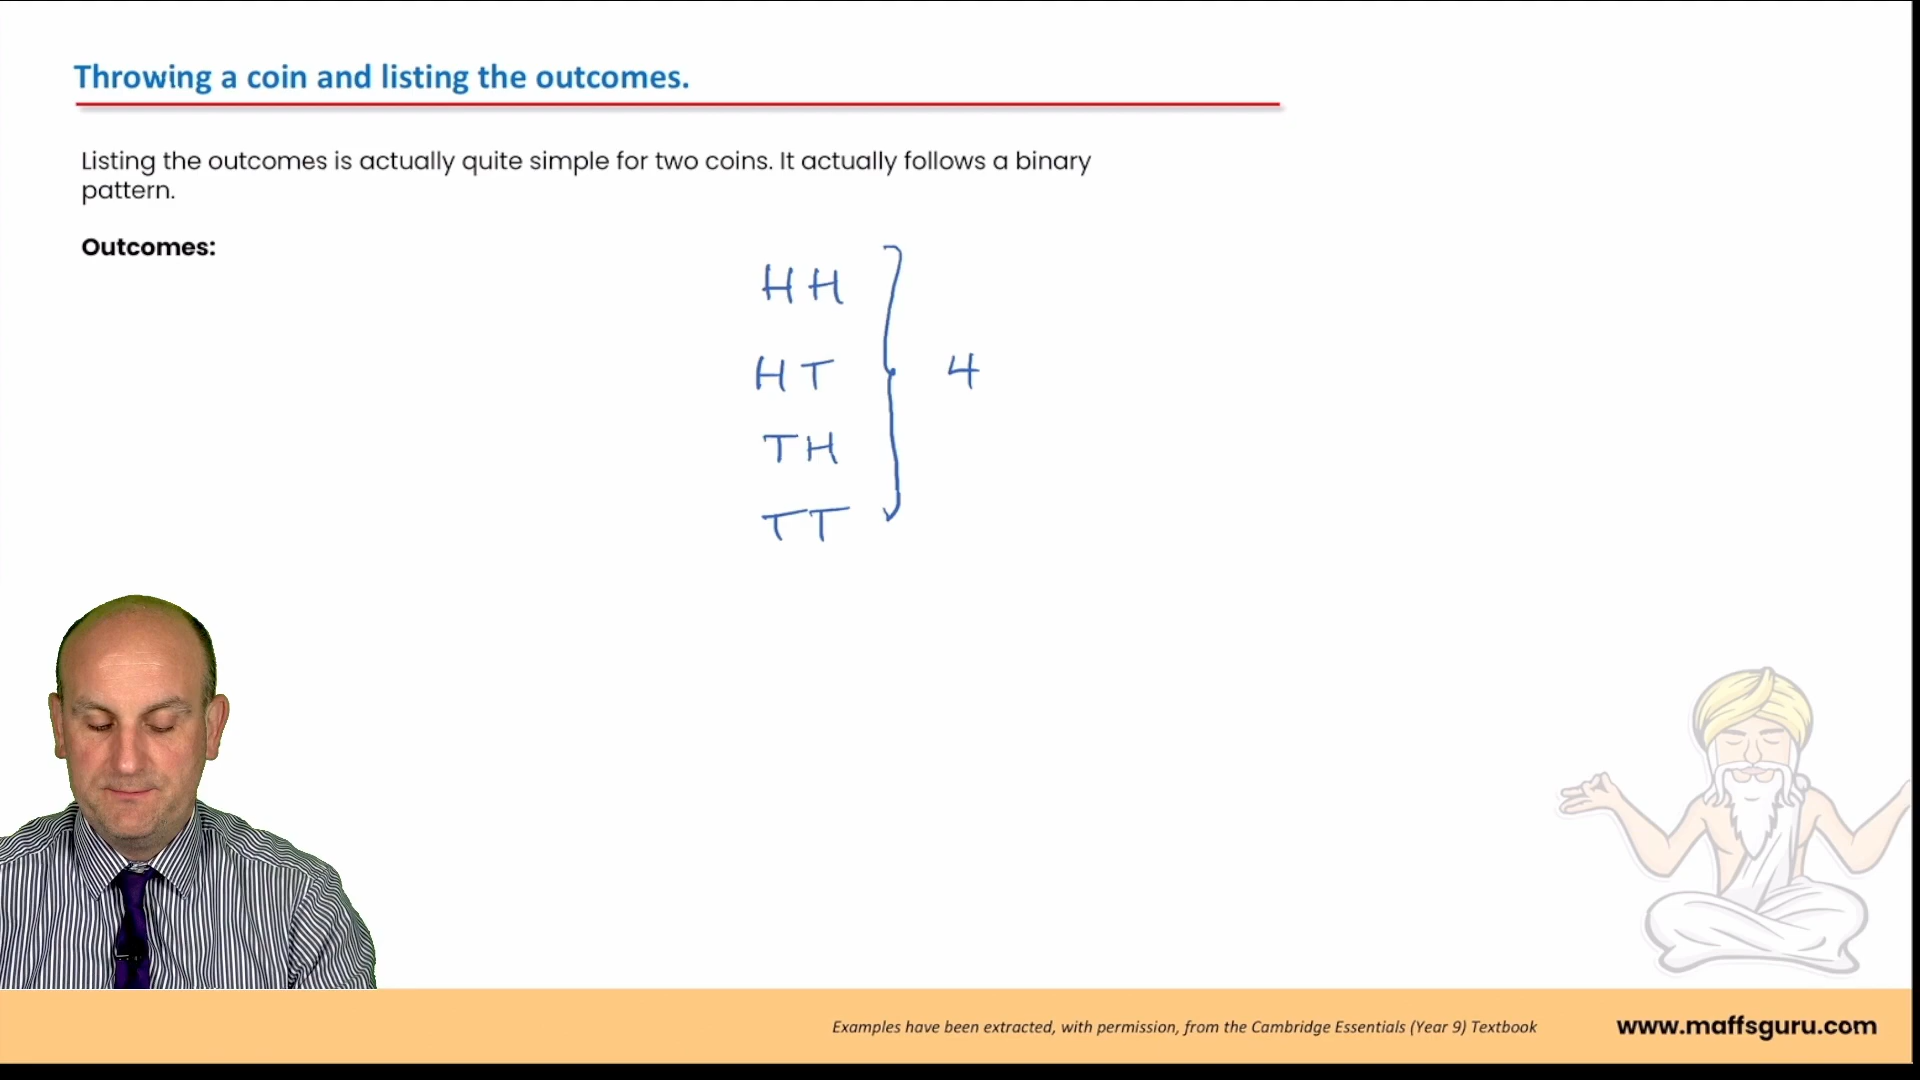 Throwing a coin and listing the outcomes.
Listing the outcomes is actually quite simple for two coins. It actually follows a binary
pattern.
Outcomes:
HH
HT
4
TH
TT
Examples have been extracted, with permission, from the Cambridge Essentials (Year 9) Textbook
www.maffsguru.com